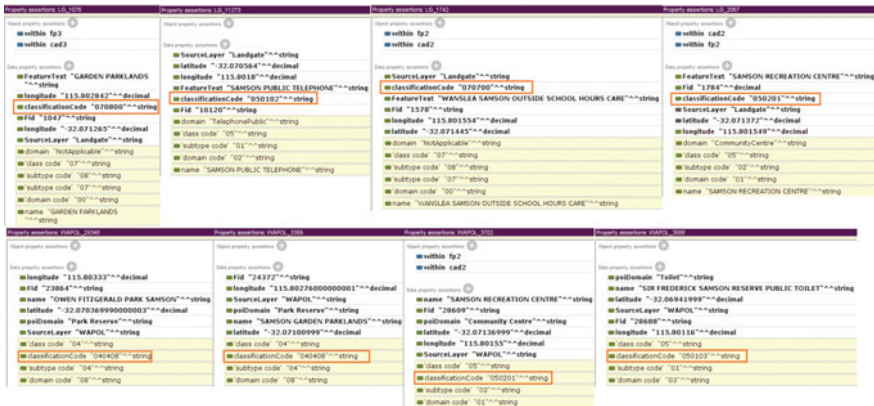 Property assertions: LG_1076
Object property assertions
within fp3
within cad3
Data property assertions
FeatureText "GARDEN PARKLANDS
"^^string
longitude "115.802842"^^decimal
classificationCode "070800"^^string
Fid "1047"^^string
longitude "-32.071265"^^decimal
SourceLayer "Landgate"^^string
domain "NotApplicable"^^string
'class code' "07"^^string
'subtype code' "08"^^string
'subtype code' "07"^^string
'domain code' "00"^^string
name "GARDEN PARKLANDS
"^^string
Property assertions: LG_11273
Object property assertions
Data property assertions
SourceLayer "Landgate"^^string
latitude "-32.070564"^^decimal
longitude "115.8018"^^decimal
FeatureText "SAMSON PUBLIC TELEPHONE"^^string
classificationCode "050102"^^string
Fid "10120"^^string
domain "TelephonePublic"^^string
'class code' "05"^^string
'subtype code' "01"^^string
'domain code' "02"^^string
name "SAMSON PUBLIC TELEPHONE"^^string
Property assertions: LG_1742
Object property assertions
within fp2
within cad2
Data property assertions
SourceLayer "Landgate"^^string
classificationCode "070700"^^string
FeatureText "WANSLEA SAMSON OUTSIDE SCHOOL HOURS CARE"^^string
Fid "1578"^^string
longitude "115.801554"^^decimal
latitude "-32.071445"^^decimal
domain "NotApplicable"^^string
'class code' "07"^^string
'subtype code' "08"^^string
'subtype code' "07"^^string
'domain code' "00"^^string
name "WANSLEA SAMSON OUTSIDE SCHOOL HOURS CARE"^^string
Property assertions: LG_2067
Object property assertions
within cad2
within fp2
Data property assertions
FeatureText "SAMSON RECREATION CENTRE"^^string
Fid "1784"^^string
classificationCode "050201"^^string
SourceLayer "Landgate"^^string
latitude "-32.071372"^^decimal
longitude "115.801549"^^decimal
domain "CommunityCentre"^^string
'class code' "05"^^string
'subtype code' "02"^^string
'domain code' "01"^^string
name "SAMSON RECREATION CENTRE"^^string
Property assertions: WAPOL_29348
Object property assertions
Data property assertions
longitude "115.80333"^^decimal
Fid "23864"^^string
name "OWEN FITZGERALD PARK SAMSON"^^string
latitude "-32.070369990000003"^^decimal
poiDomain "Park Reserve"^^string
SourceLayer "WAPOL"^^string
'class code' "04"^^string
classificationCode "040408"^^string
'subtype code' "04"^^string
'domain code' "08"^^string
Property assertions: WAPOL_3369
Object property assertions
Data property assertions
Fid "24372"^^string
longitude "115.80276000000001"^^decimal
SourceLayer "WAPOL"^^string
poiDomain "Park Reserve"^^string
name "SAMSON GARDEN PARKLANDS"^^string
latitude "-32.07100999"^^decimal
'class code' "04"^^string
classificationCode "040408"^^string
'subtype code' "04"^^string
'domain code' "08"^^string
Property assertions: WAPOL_3702
Object property assertions
within fp2
within cad2
Data property assertions
name "SAMSON RECREATION CENTRE"^^string
Fid "28609"^^string
latitude "-32.07136999"^^decimal
poiDomain "Community Centre"^^string
longitude "115.80155"^^decimal
SourceLayer "WAPOL"^^string
'class code' "05"^^string
classificationCode "050201"^^string
'subtype code' "02"^^string
'domain code' "01"^^string
Property assertions:
Object property assertions
Data property assertions
poiDomain "Toilet"^^string
name "SIR FREDERICK SAMSON RESERVE PUBLIC TOILET"^^string
latitude "-32.06941999"^^decimal
SourceLayer "WAPOL"^^string
Fid "28688"^^string
longitude "115.80116"^^decimal
'class code' "05"^^string
classificationCode "050103"^^string
'subtype code' "01"^^string
'domain code' "03"^^string